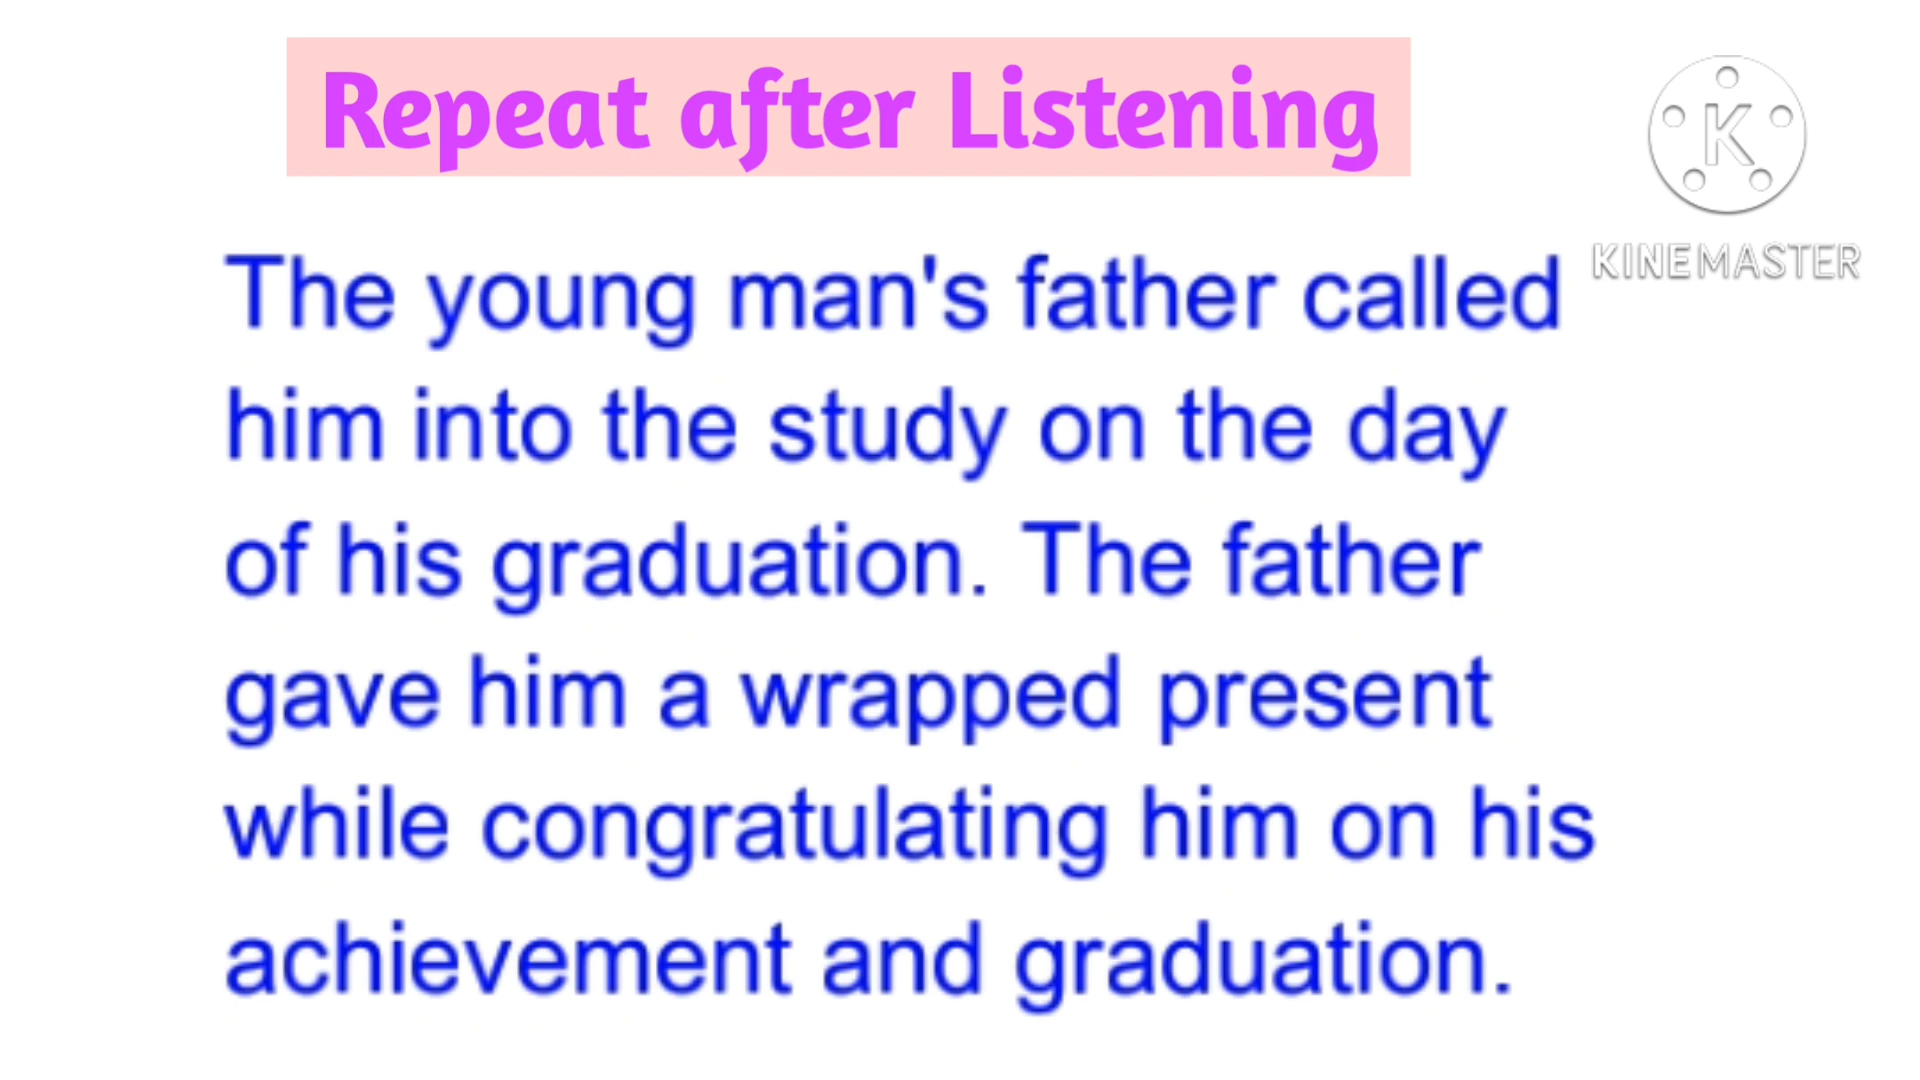 Repeat after Listening
K
KINEMASTER
The young man's father called
him into the study on the day
of his graduation. The father
gave him a wrapped present
while congratulating him on his
achievement and graduation.